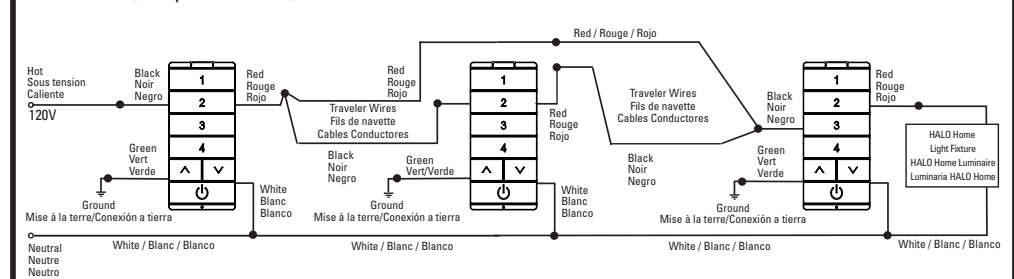 Red / Rouge / Rojo
Hot
Sous tension
Caliente
120V
Black
Noir
Negro
1
2
3
4
Red
Rouge
Rojo
Green
Vert
Verde
Ground
Mise à la terre/Conexión a tierra
White
Blanc
Blanco
Red
Rouge
Rojo
Traveler Wires
Fils de navette
Cables Conductores
Black
Noir
Negro
Green
Vert/Verde
Ground
Mise à la terre/Conexión a tierra
1
2
3
4
Red
Rouge
Rojo
White
Blanc
Blanco
Traveler Wires
Fils de navette
Cables Conductores
Black
Noir
Negro
Black
Noir
Negro
Green
Vert
Verde
Ground
Mise à la terre/Conexión a tierra
1
2
3
4
Red
Rouge
Rojo
HALO Home
Light Fixture
HALO Home Luminaire
Luminaria HALO Home
Neutral
Neutre
Neutro
White / Blanc / Blanco
White / Blanc / Blanco
White / Blanc / Blanco
White / Blanc / Blanco